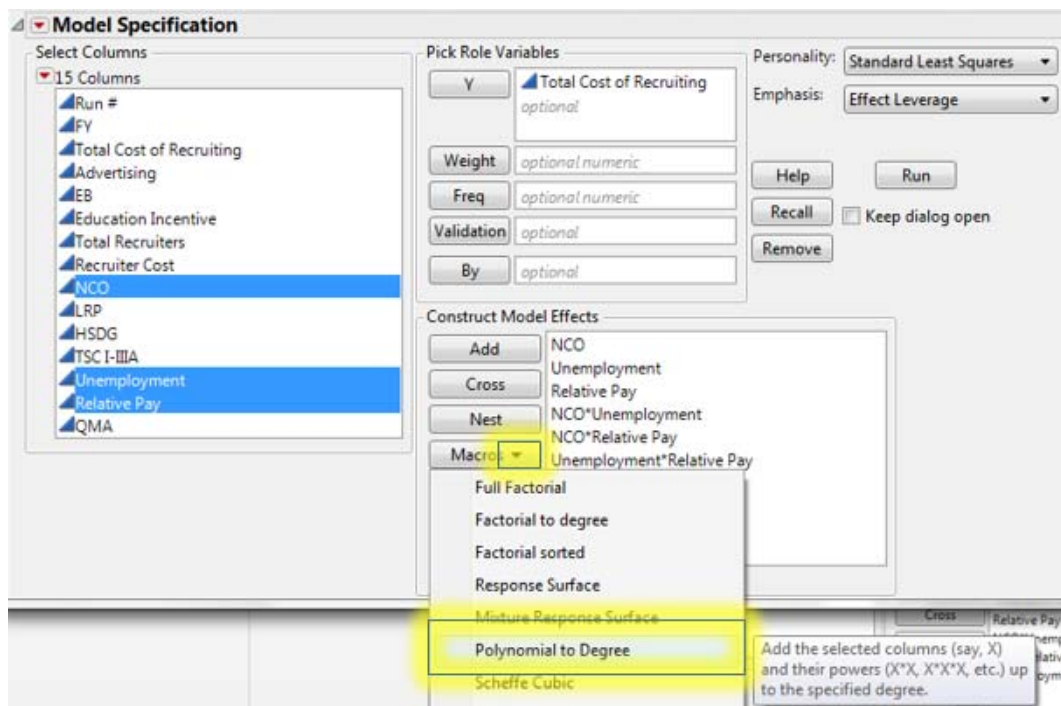 Model Specification
Select Columns
15 Columns
Run #
FY
Total Cost of Recruiting
Advertising
EB
Education Incentive
Total Recruiters
Recruiter Cost
NCO
LRP
HSDG
TSC I-IIIA
Unemployment
Relative Pay
QMA
Pick Role Variables
Y
Total Cost of Recruiting
optional
Weight
optional numeric
Freq
optional numeric
Validation
optional
By
optional
Personality:
Standard Least Squares
Emphasis:
Effect Leverage
Help
Run
Recall
Keep dialog open
Remove
Construct Model Effects
Add
Cross
Nest
Macros
NCO
Unemployment
Relative Pay
NCO*Unemployment
NCO*Relative Pay
Unemployment*Relative Pay
Full Factorial
Factorial to degree
Factorial sorted
Response Surface
Mixture Response Surface
Polynomial to Degree
Scheffe Cubic
Add the selected columns (say, X)
and their powers (X*X, X*X*X, etc.) up
to the specified degree.
Cross
Relative Pay